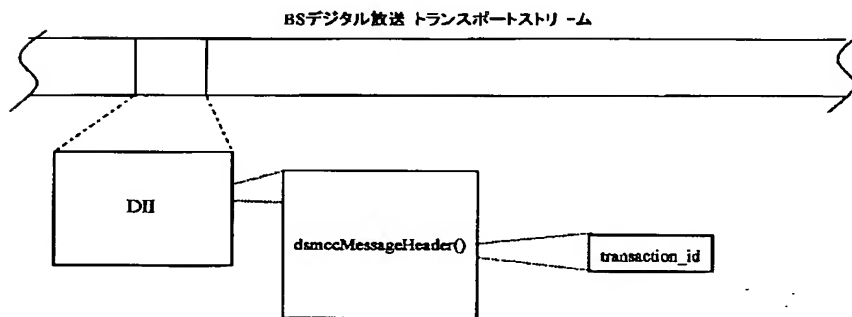 BSデジタル放送 トランスポートストリーム
DII
dsmccMessageHeader()
transaction_id